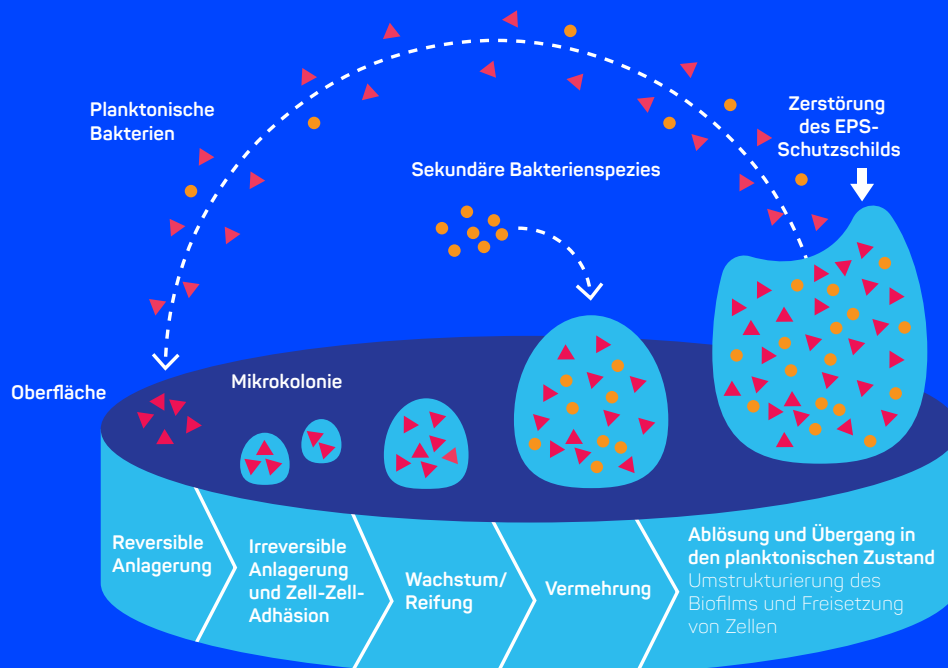 Planktonische
Bakterien
Zerstörung
des EPS-
Schutzschilds
Sekundäre Bakterienspezies
Oberfläche
Mikrokolonie
Reversible
Anlagerung
Irreversible
Anlagerung
und Zell-Zell-
Adhäsion
Wachstum/
Reifung
Vermehrung
Ablösung und Übergang in
den planktonischen Zustand
Umstrukturierung des
Biofilms und Freisetzung
von Zellen